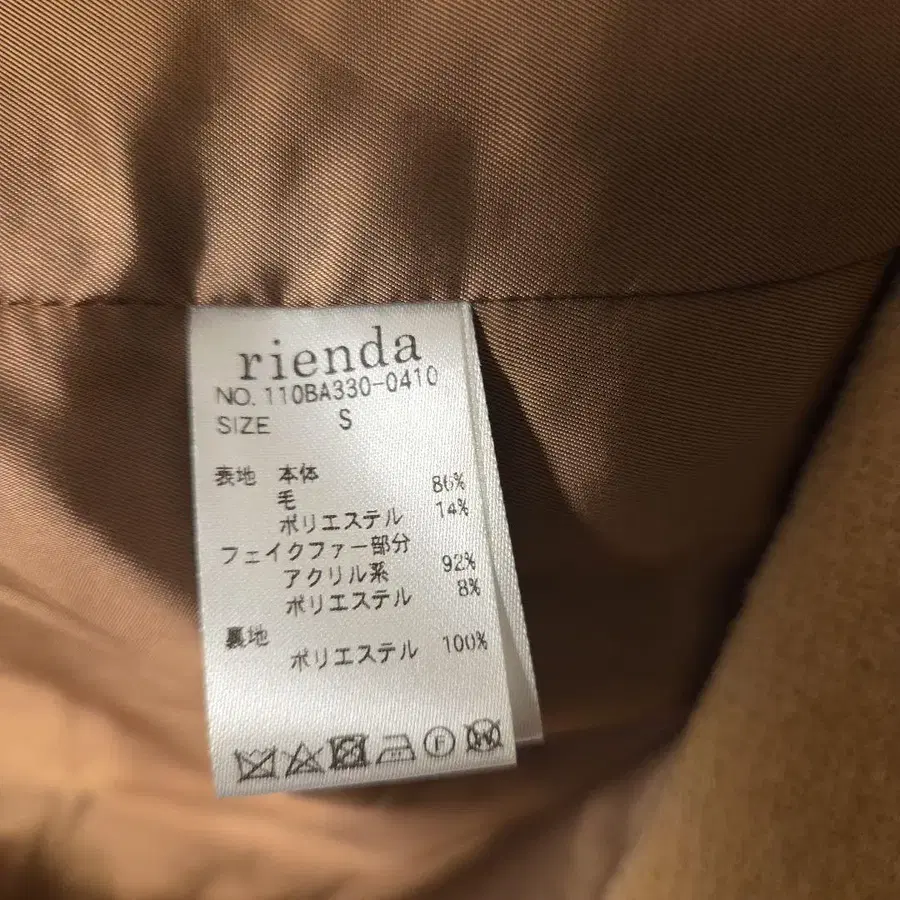 rienda
NO. 110BA330-0410
SIZE S
表地 本体
毛 86%
ポリエステル 14%
フェイクファー部分
アクリル系 92%
ポリエステル 8%
裏地
ポリエステル 100%
F
W